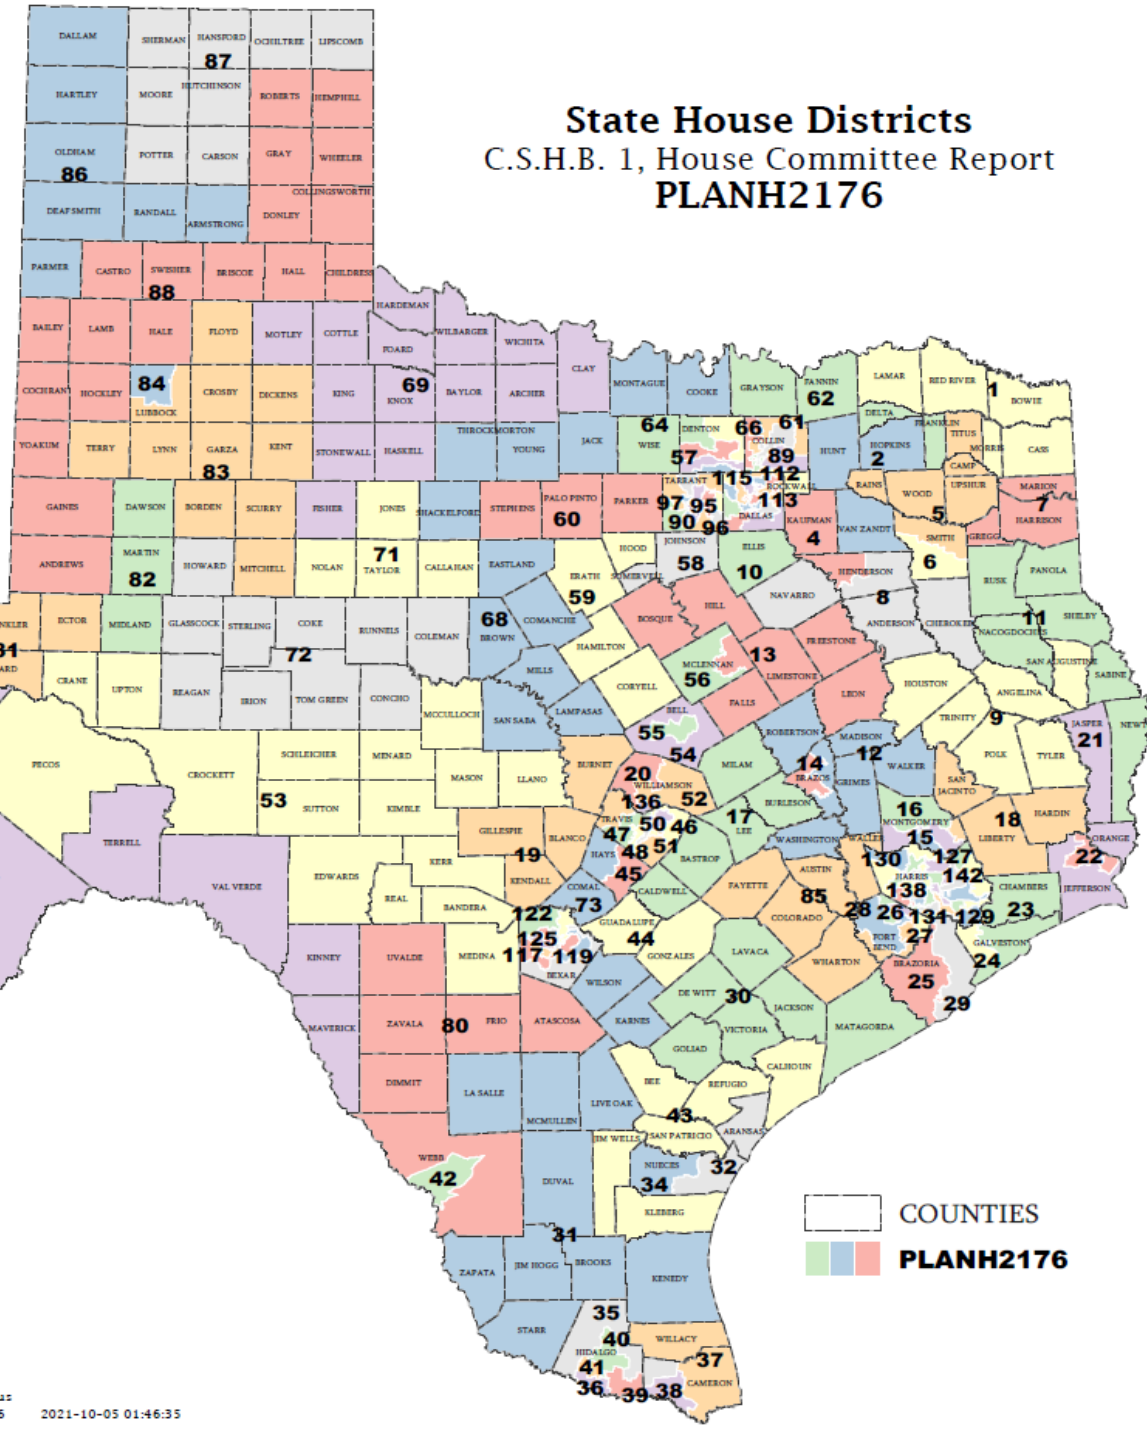 State House Districts
C.S.H.B. 1, House Committee Report
PLANH2176
DALLAM SHERMAN HANSFORD OCHILTREE LIPSCOMB
87
HARTLEY MOORE HUTCHINSON ROBERTS HEMPHILL
OLDHAM POTTER CARSON GRAY WHEELER
86
DEAF SMITH RANDALL ARMSTRONG DONLEY COLLINGSWORTH
PARMER CASTRO SWISHER BRISCOE HALL CHILDRESS
88
HARDEMAN
BAILEY LAMB HALE FLOYD MOTLEY COTTLE FOARD WILBARGER WICHITA CLAY
COCHRAN HOCKLEY 84 LUBBOCK CROSBY DICKENS KING 69 KNOX BAYLOR ARCHER MONTAGUE COOKE GRAYSON FANNIN 62 LAMAR RED RIVER 1 BOWIE
YOAKUM TERRY LYNN GARZA KENT STONEWALL HASKELL THROCKMORTON YOUNG JACK 64 WISE DENTON 66 COLLIN 61 HUNT DELTA HOPKINS FRANKLIN TITUS MORRIS CASS
83 57 89 2 CAMP
GAINES DAWSON BORDEN SCURRY FISHER JONES SHACKELFORD STEPHENS PALO PINTO PARKER TARRANT 115 112 ROCKWALL RAINS WOOD UPSHUR MARION
60 97 95 113 5 7
90 96 DALLAS KAUFMAN VAN ZANDT SMITH GREGG HARRISON
ANDREWS MARTIN HOWARD MITCHELL NOLAN 71 TAYLOR CALLAHAN EASTLAND ERATH HOOD SOMERVELL JOHNSON ELLIS 4 HENDERSON 6 RUSK PANOLA
82 59 58 10 8
NKLER ECTOR MIDLAND GLASSCOCK STERLING COKE RUNNELS COLEMAN 68 BROWN COMANCHE BOSQUE HILL NAVARRO ANDERSON CHEROKEE 11 NACOGDOCHES SHELBY
31 72 HAMILTON 13 FREESTONE SAN AUGUSTINE
ARD CRANE UPTON REAGAN IRION TOM GREEN CONCHO MILLS CORYELL MCLENNAN LIMESTONE LEON HOUSTON ANGELINA SABINE
56
MCCULLOCH SAN SABA LAMPASAS BELL FALLS ROBERTSON MADISON TRINITY 9 POLK TYLER JASPER NEWT
55 54 12 21
PECOS CROCKETT SCHLEICHER MENARD MASON LLANO BURNET MILAM 14 BRAZOS GRIMES WALKER SAN JACINTO
53 SUTTON KIMBLE 20 WILLIAMSON 52 BURLESON 16 HARDIN
136 17 LEE MONTGOMERY 18 LIBERTY ORANGE
TERRELL GILLESPIE BLANCO TRAVIS 50 46 WASHINGTON WALLER 15
47 48 51 22
VAL VERDE EDWARDS KERR 19 KENDALL HAYS 45 BASTROP 130 HARRIS 127 JEFFERSON
REAL BANDERA COMAL 73 CALDWELL FAYETTE AUSTIN 138 142 CHAMBERS
122 85 COLORADO 28 26 131 129 23
KINNEY UVALDE MEDINA 125 117 119 BEXAR GUADALUPE 44 GONZALES LAVACA WHARTON FORT BEND 27 GALVESTON 24
WILSON BRAZORIA 25 29
MAVERICK ZAVALA 80 FRIO ATASCOSA KARNES DE WITT 30 JACKSON MATAGORDA
VICTORIA
DIMMIT LA SALLE MCMULLEN LIVE OAK GOLIAD CALHOUN
BEE REFUGIO
43 ARANSAS
WEBB 42 DUVAL JIM WELLS SAN PATRICIO
NUECES 34 32
KLEBERG
31
ZAPATA JIM HOGG BROOKS KENEDY
STARR 35 WILLACY
40 HIDALGO 37
41 CAMERON
36 39 38
COUNTIES
PLANH2176
2021-10-05 01:46:35